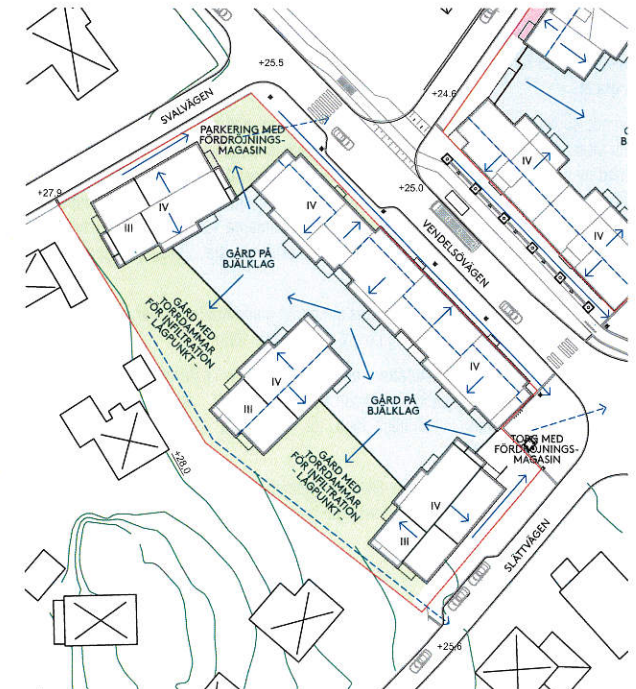 +25.5
SVALVÄGEN
+24.6
PARKERING MED
FÖRDRÖJNINGS-
MAGASIN
IV
+27.9
III
IV
IV
+25.0
VENDELSÖVÄGEN
IV
GÅRD PÅ
BJÄLKLAG
GÅRD MED
TORRDAMMAR
FÖR INFILTRATION
- LÅGPUNKT -
IV
III
IV
GÅRD PÅ
BJÄLKLAG
TORG MED
FÖRDRÖJNINGS-
MAGASIN
+28.0
GÅRD MED
TORRDAMMAR
FÖR INFILTRATION
- LÅGPUNKT -
IV
III
SLÄTTVÄGEN
+25.6